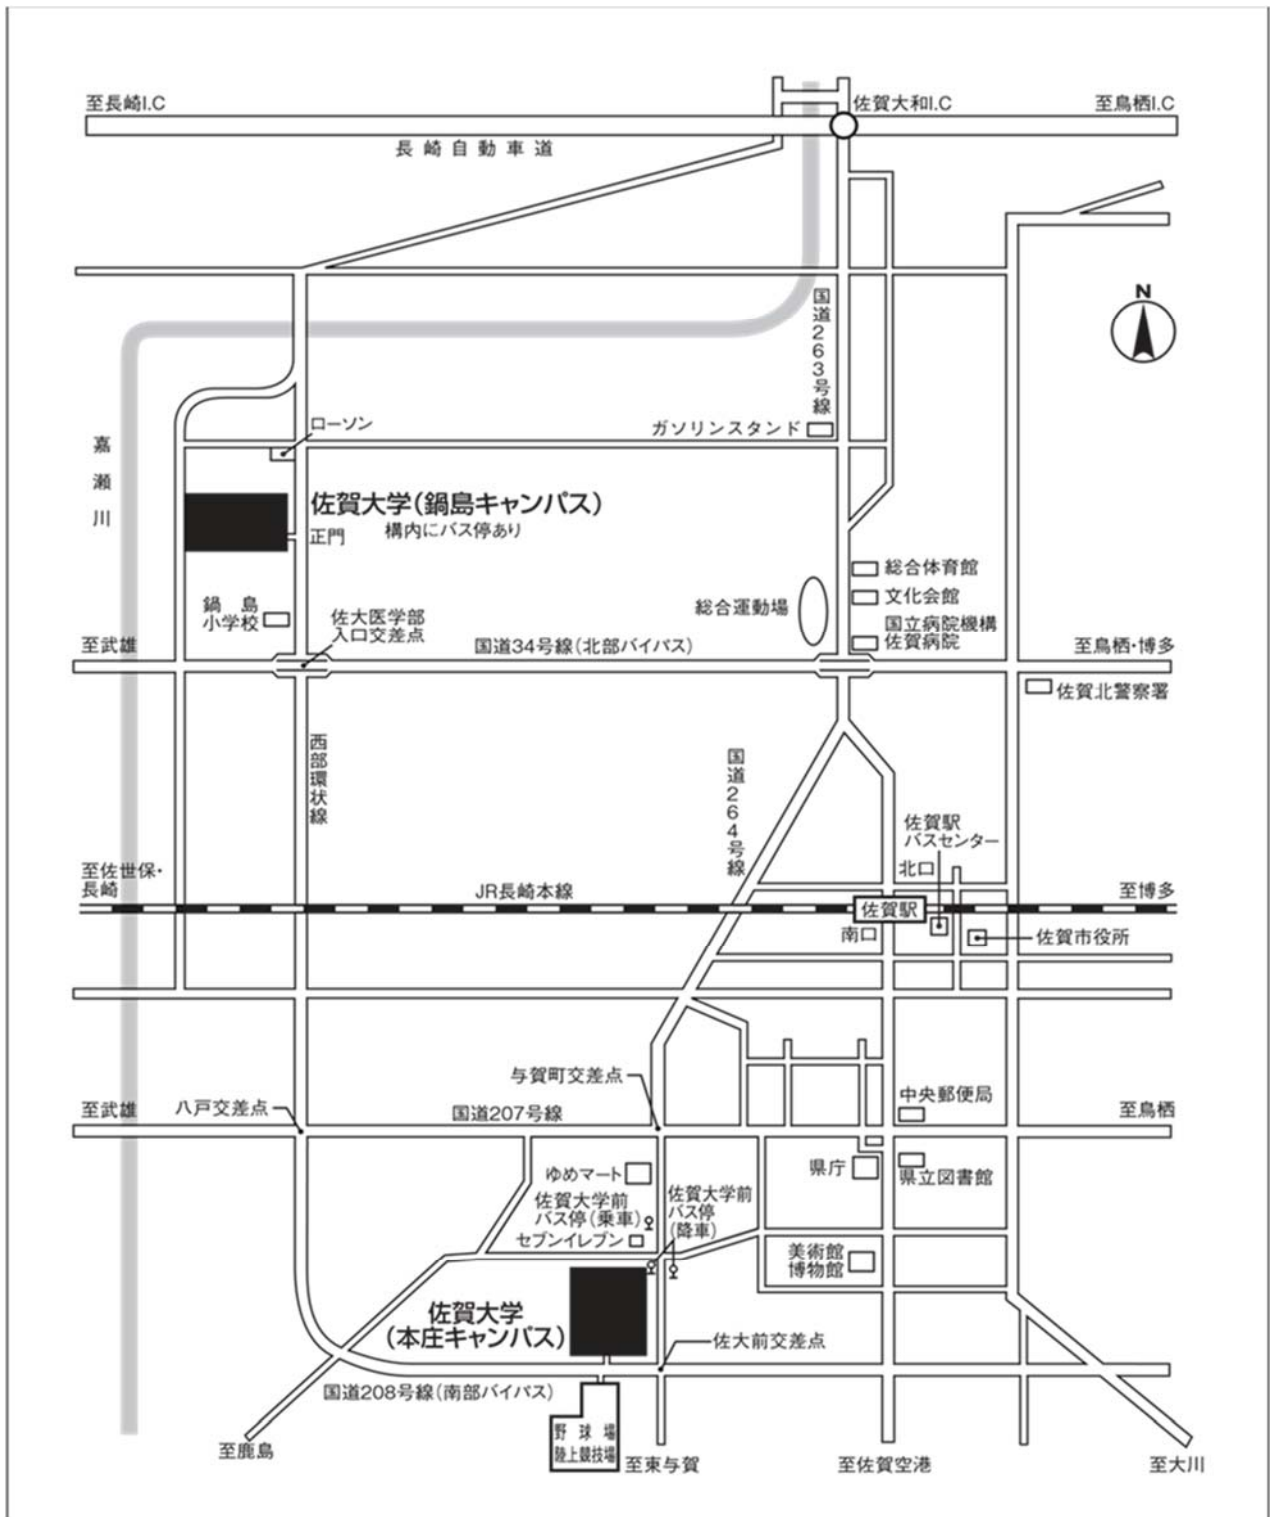 至長崎I.C
佐賀大和I.C
至鳥栖I.C
長崎自動車道
N
国道263号線
ローソン
ガソリンスタンド
嘉瀬川
佐賀大学(鍋島キャンパス)
正門
構内にバス停あり
総合体育館
文化会館
国立病院機構
佐賀病院
総合運動場
鍋島
小学校
佐大医学部
入口交差点
至武雄
国道34号線(北部バイパス)
至鳥栖・博多
佐賀北警察署
西部環状線
国道264号線
佐賀駅
バスセンター
北口
至佐世保・
長崎
JR長崎本線
至博多
佐賀駅
南口
佐賀市役所
与賀町交差点
至武雄
八戸交差点
国道207号線
中央郵便局
至鳥栖
ゆめマート
県庁
県立図書館
佐賀大学前
バス停(乗車)
佐賀大学前
バス停
(降車)
セブンイレブン
美術館
博物館
佐賀大学
(本庄キャンパス)
佐大前交差点
国道208号線(南部バイパス)
野球場
陸上競技場
至鹿島
至東与賀
至佐賀空港
至大川